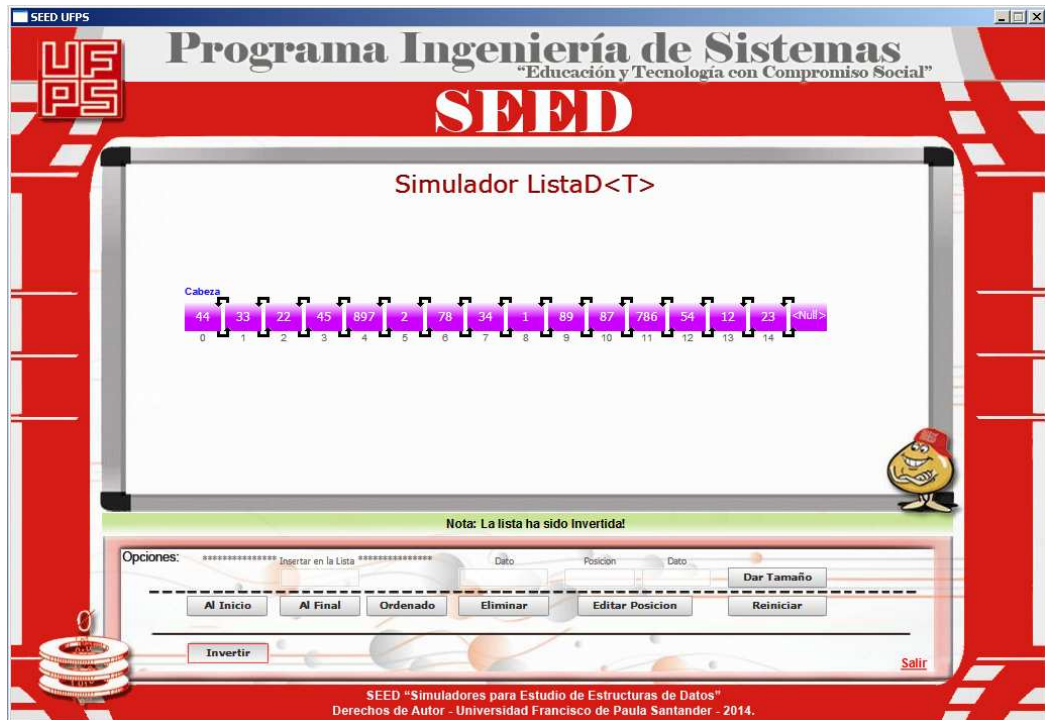 SEED UFPS
UFPS
Programa Ingeniería de Sistemas
“Educación y Tecnología con Compromiso Social”
SEED
Simulador ListaD<T>
Cabeza
44 33 22 45 897 2 78 34 1 89 87 786 54 12 23 <Null>
0 1 2 3 4 5 6 7 8 9 10 11 12 13 14
Nota: La lista ha sido Invertida!
Opciones: *************** Insertar en la Lista *************** Dato Posicion Dato
Dar Tamaño
Al Inicio Al Final Ordenado Eliminar Editar Posicion Reiniciar
Invertir
Salir
SEED “Simuladores para Estudio de Estructuras de Datos”
Derechos de Autor - Universidad Francisco de Paula Santander - 2014.